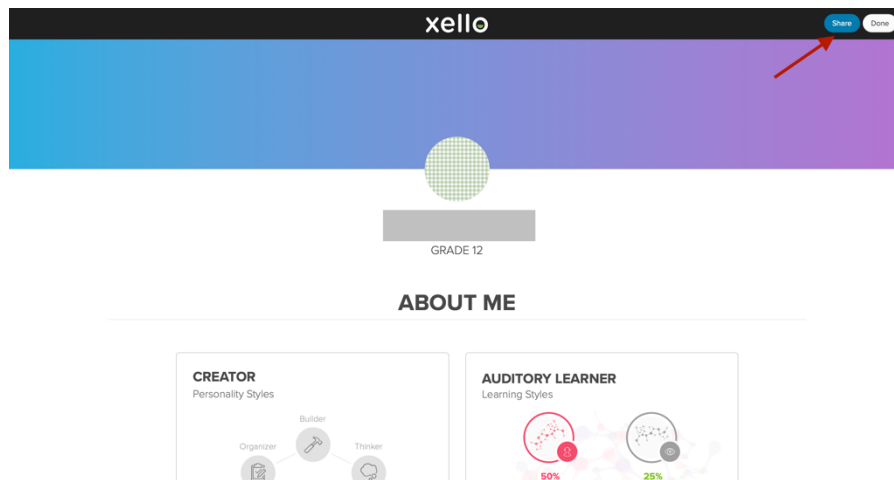 xello
Share
Done
GRADE 12
ABOUT ME
CREATOR
Personality Styles
Builder
Organizer
Thinker
AUDITORY LEARNER
Learning Styles
50%
25%